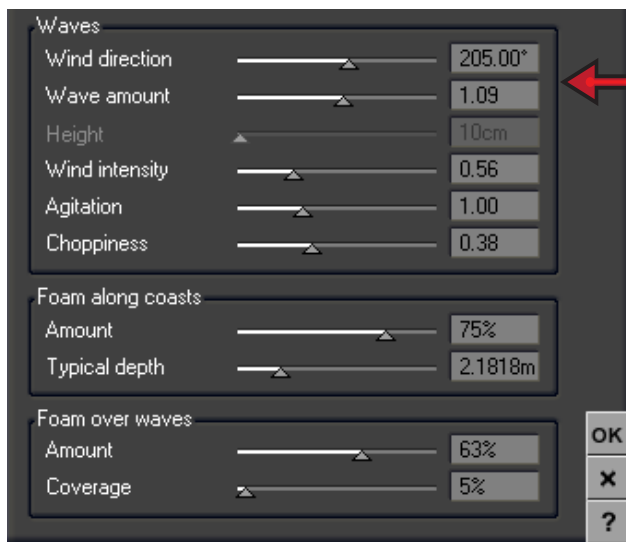 Waves
Wind direction 205.00°
Wave amount 1.09
Height 10cm
Wind intensity 0.56
Agitation 1.00
Choppiness 0.38
Foam along coasts
Amount 75%
Typical depth 2.1818m
Foam over waves
Amount 63%
Coverage 5%
OK
×
?